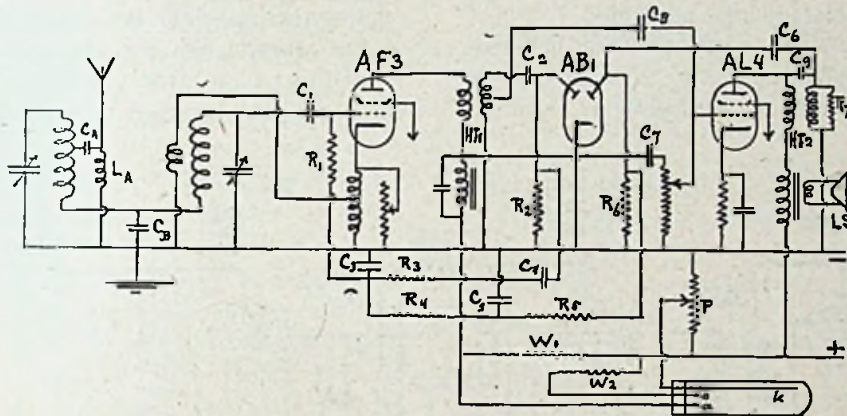 C8
C6
AF3
C2
AB1
AL4
C9
C1
CA
LA
HT1
C7
HT2
R1
R2
R6
CB
LS
C3
R3
C4
−
R4
C5
R5
P
W1
+
W2
K